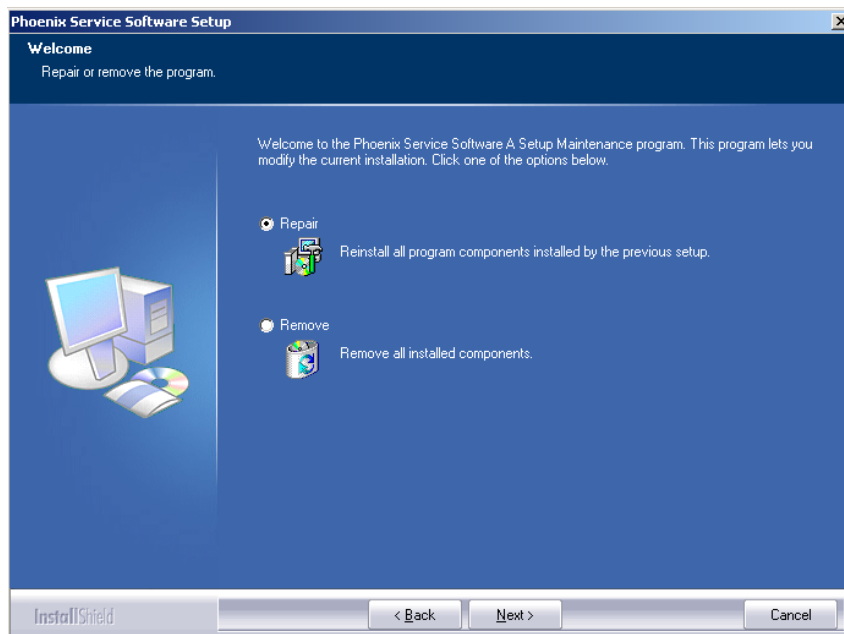 Phoenix Service Software Setup
Welcome
Repair or remove the program.
Welcome to the Phoenix Service Software A Setup Maintenance program. This program lets you
modify the current installation. Click one of the options below.
Repair
Reinstall all program components installed by the previous setup.
Remove
Remove all installed components.
InstallShield
< Back
Next >
Cancel